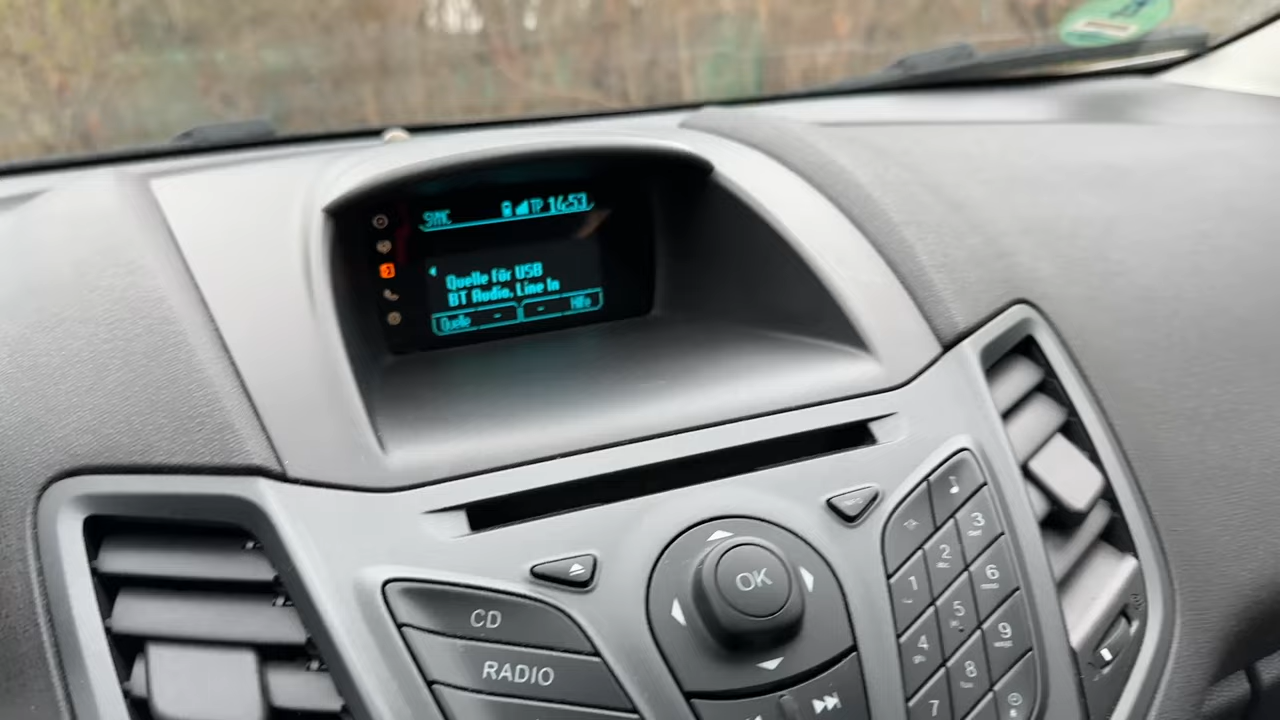 SYNC TP 14:53
Quelle für USB
BT Audio, Line In
Quelle - - Hilfe
CD
RADIO
OK
1
2
3
4
5
6
7
8
9